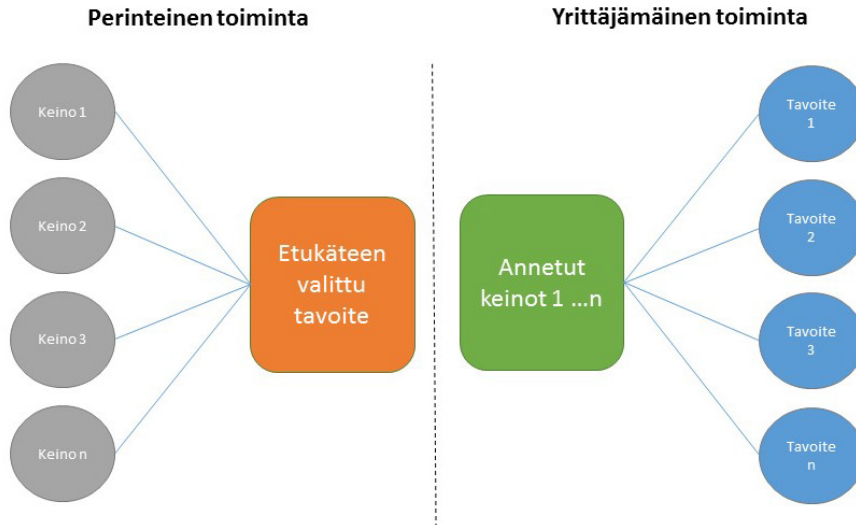 Perinteinen toiminta
Keino 1
Keino 2
Keino 3
Keino n
Etukäteen
valittu
tavoite
Yrittäjämäinen toiminta
Annetut
keinot 1 ...n
Tavoite
1
Tavoite
2
Tavoite
3
Tavoite
n